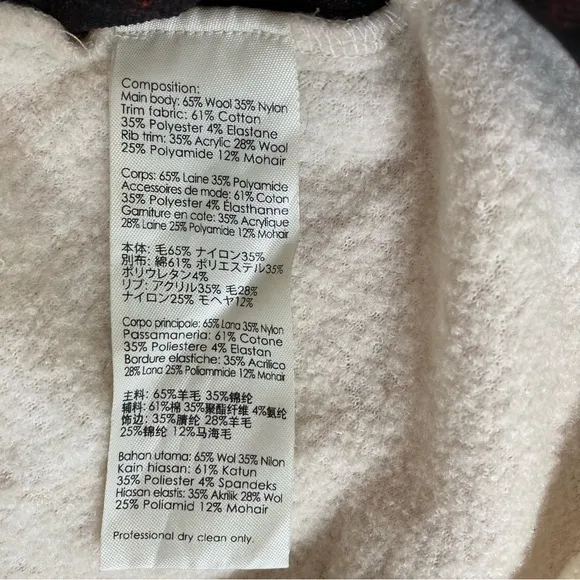 Composition:
Main body: 65% Wool 35% Nylon
Trim fabric: 61% Cotton
35% Polyester 4% Elastane
Rib trim: 35% Acrylic 28% Wool
25% Polyamide 12% Mohair
Corps: 65% Laine 35% Polyamide
Accessoires de mode: 61% Coton
35% Polyester 4% Élasthanne
Garniture en cote: 35% Acrylique
28% Laine 25% Polyamide 12% Mohair
本体: 毛65% ナイロン35%
別布: 綿61% ポリエステル35%
ポリウレタン4%
リブ: アクリル35% 毛28%
ナイロン25% モヘヤ12%
Corpo principale: 65% Lana 35% Nylon
Passamaneria: 61% Cotone
35% Poliestere 4% Elastan
Bordure elastiche: 35% Acrilico
28% Lana 25% Poliammide 12% Mohair
主料: 65%羊毛 35%锦纶
辅料: 61%棉 35%聚酯纤维 4%氨纶
饰边: 35%腈纶 28%羊毛
25%锦纶 12%马海毛
Bahan utama: 65% Wol 35% Nilon
Kain hiasan: 61% Katun
35% Poliester 4% Spandeks
Hiasan elastis: 35% Akrilik 28% Wol
25% Poliamid 12% Mohair
Professional dry clean only.